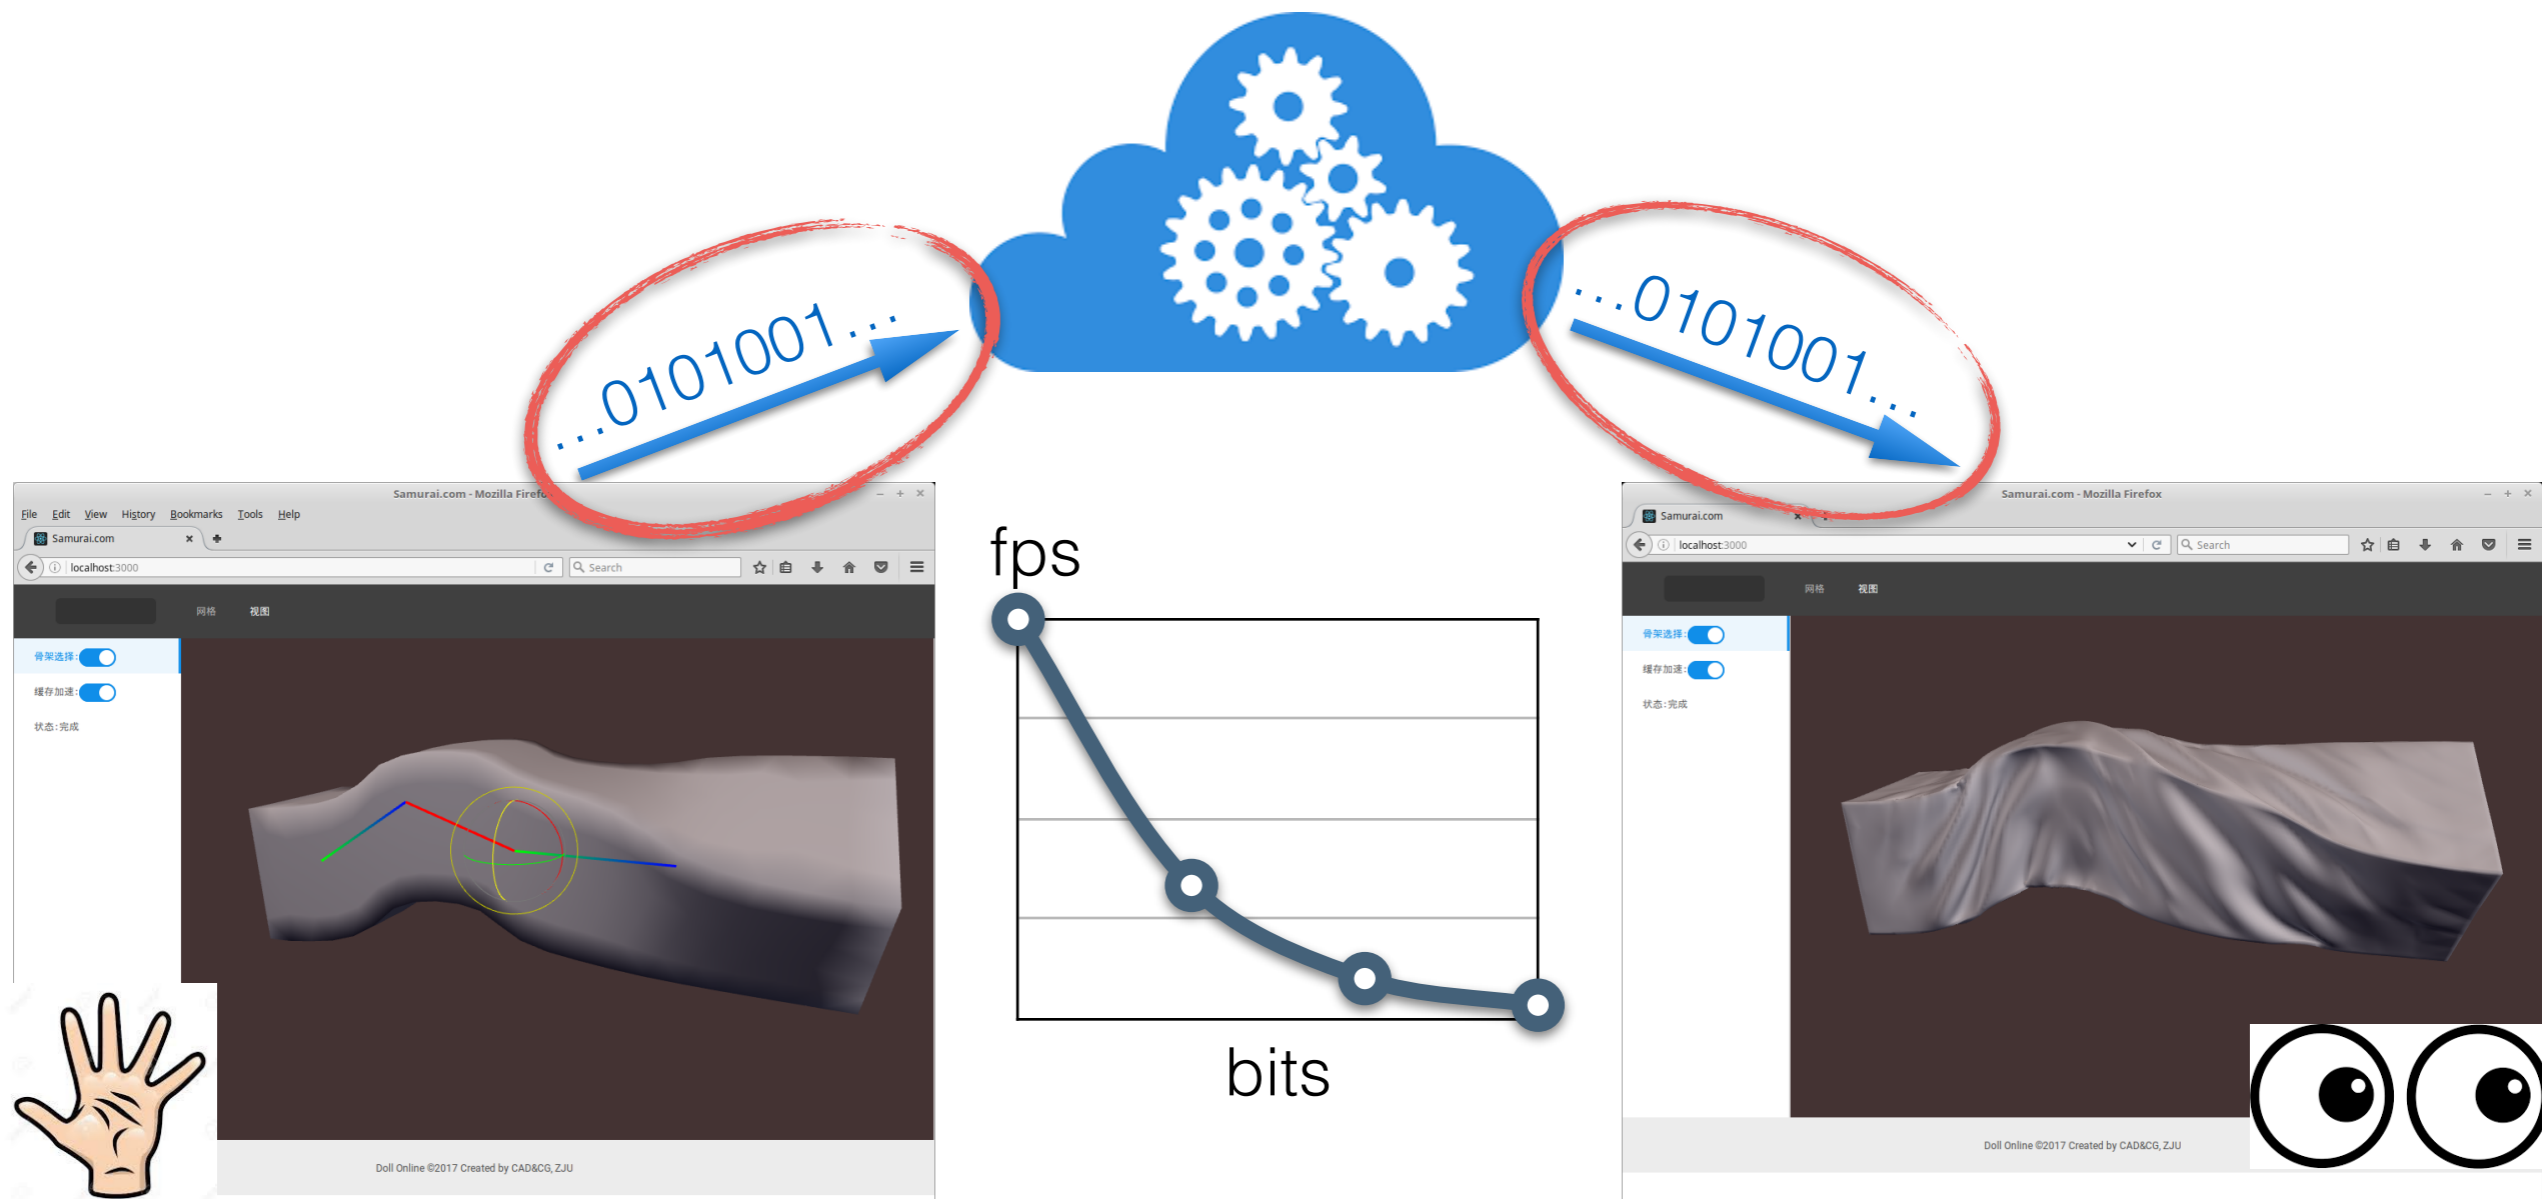 ...0101001...
...0101001...
Samurai.com - Mozilla Firefo
File Edit View History Bookmarks Tools Help
Samurai.com
localhost:3000
Search
网格 视图
骨架选择:
缓存加速:
状态:完成
Doll Online ©2017 Created by CAD&CG, ZJU
fps
bits
Samurai.com - Mozilla Firefox
Samurai.com
localhost:3000
Search
网格 视图
骨架选择:
缓存加速:
状态:完成
Doll Online ©2017 Created by CAD&CG, ZJU